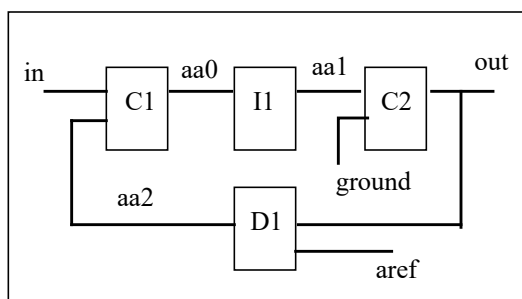 in
aa0
aa1
out
C1
I1
C2
ground
aa2
D1
aref